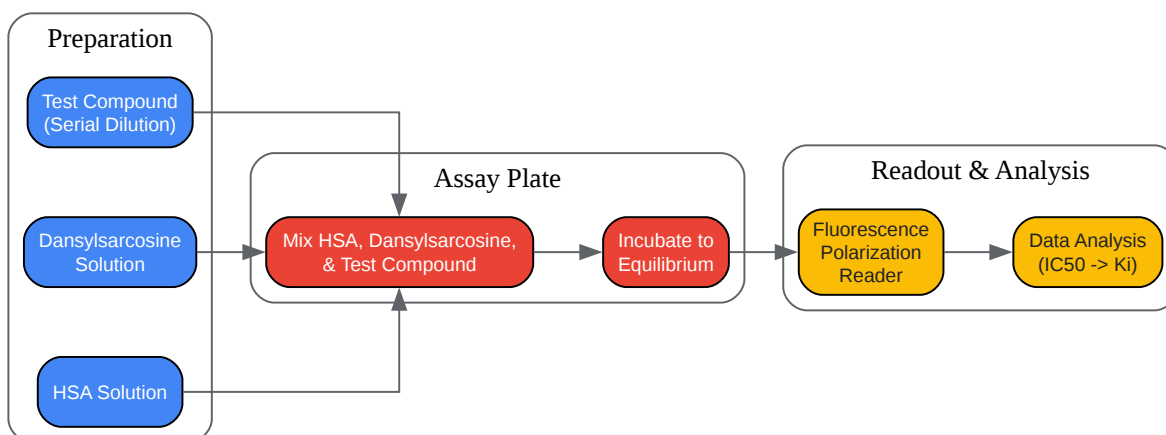 Preparation
Test Compound
(Serial Dilution)
Dansylsarcosine
Solution
HSA Solution
Assay Plate
Mix HSA, Dansylsarcosine,
& Test Compound
Incubate to
Equilibrium
Readout & Analysis
Fluorescence
Polarization
Reader
Data Analysis
(IC50 -> Ki)